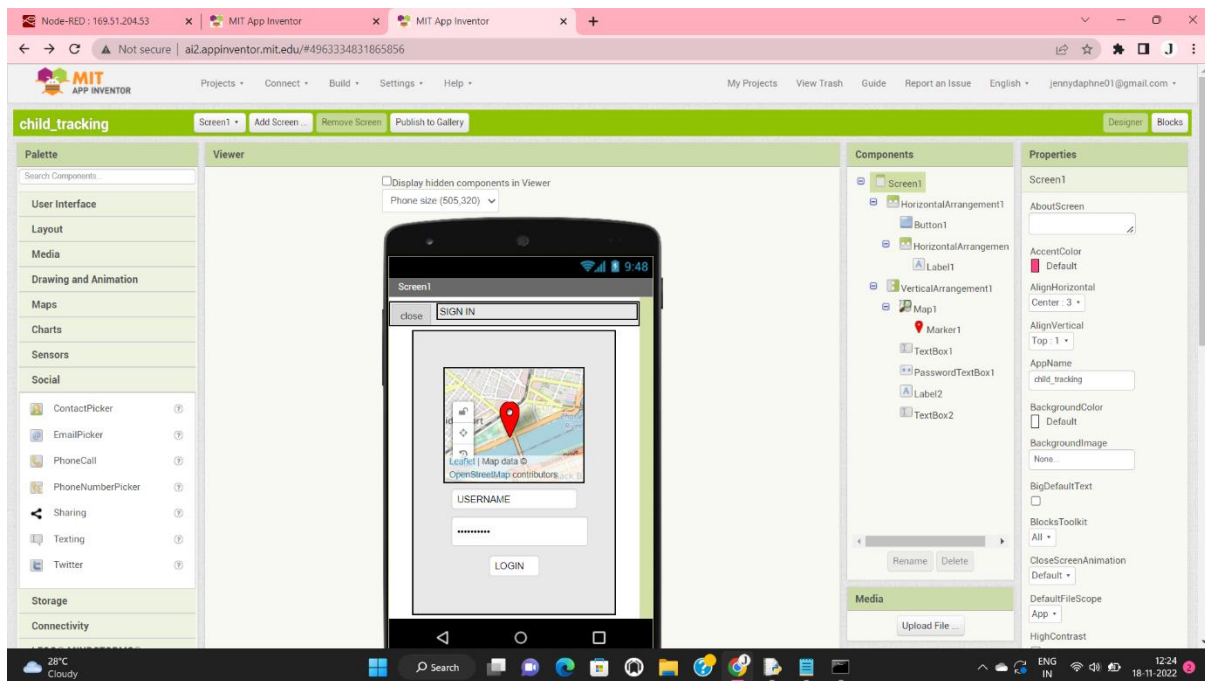 Node-RED : 169.51.204.53
MIT App Inventor
MIT App Inventor
Not secure
ai2.appinventor.mit.edu/#4963334831865856
J
MIT
APP INVENTOR
Projects
Connect
Build
Settings
Help
My Projects
View Trash
Guide
Report an Issue
English
jennydaphne01@gmail.com
child_tracking
Screen1
Add Screen ...
Remove Screen
Publish to Gallery
Designer
Blocks
Palette
Search Components...
User Interface
Layout
Media
Drawing and Animation
Maps
Charts
Sensors
Social
ContactPicker
EmailPicker
PhoneCall
PhoneNumberPicker
Sharing
Texting
Twitter
Storage
Connectivity
Viewer
Display hidden components in Viewer
Phone size (505,320)
9:48
Screen1
close
SIGN IN
Leaflet | Map data ©
OpenStreetMap contributors
USERNAME
••••••••••
LOGIN
Components
Screen1
HorizontalArrangement1
Button1
HorizontalArrangemen
Label1
VerticalArrangement1
Map1
Marker1
TextBox1
PasswordTextBox1
Label2
TextBox2
Rename
Delete
Media
Upload File ...
Properties
Screen1
AboutScreen
AccentColor
Default
AlignHorizontal
Center : 3
AlignVertical
Top : 1
AppName
child_tracking
BackgroundColor
Default
BackgroundImage
None...
BigDefaultText
BlocksToolkit
All
CloseScreenAnimation
Default
DefaultFileScope
App
HighContrast
28°C
Cloudy
Search
ENG
IN
12:24
18-11-2022
2